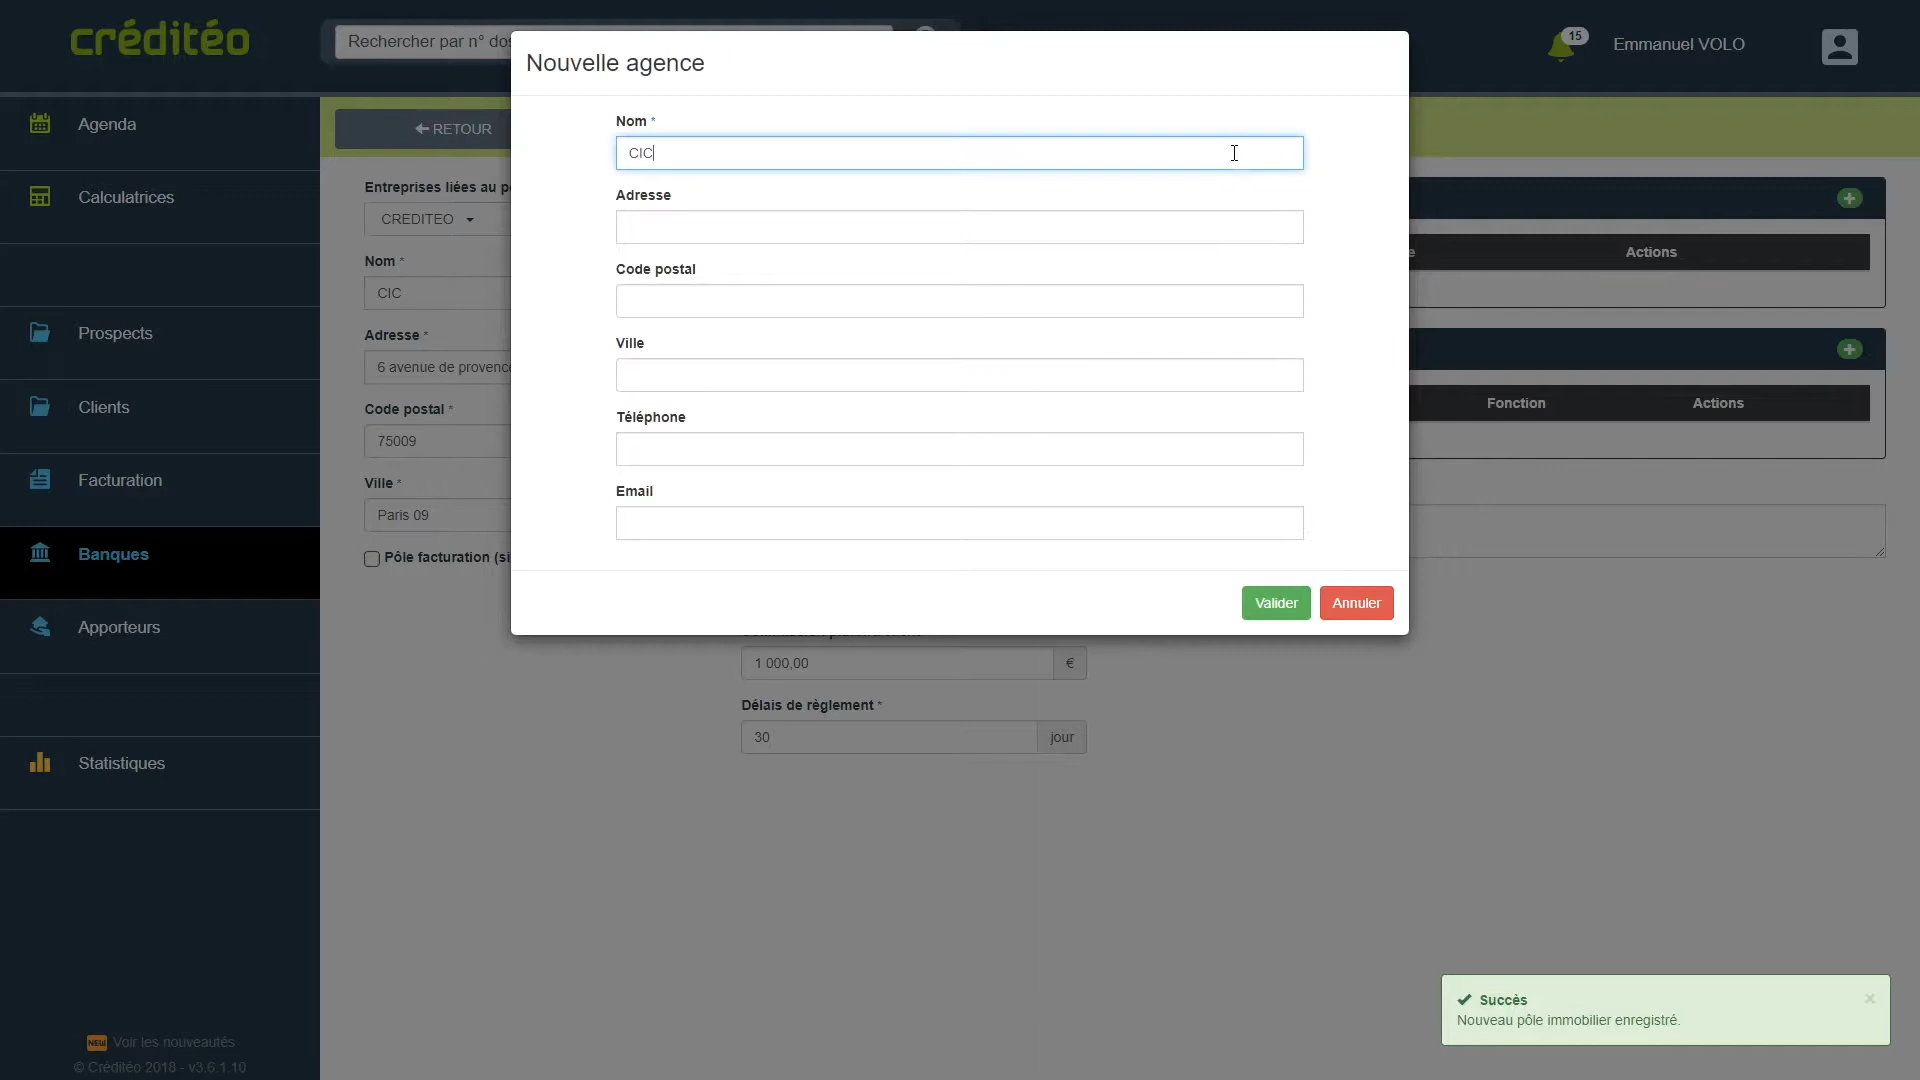 créditéo
Rechercher par n° dos
15
Emmanuel VOLO
Agenda
Calculatrices
Prospects
Clients
Facturation
Banques
Apporteurs
Statistiques
NEW Voir les nouveautés
© Créditéo 2018 - v3.6.1.10
RETOUR
Entreprises liées au p
CREDITEO
Nom *
CIC
Adresse *
6 avenue de provence
Code postal *
75009
Ville *
Paris 09
Pôle facturation (si
Nouvelle agence
Nom *
CIC
Adresse
Code postal
Ville
Téléphone
Email
Valider
Annuler
1 000,00
€
Délais de règlement *
30
jour
e
Actions
Fonction
Actions
Succès
×
Nouveau pôle immobilier enregistré.